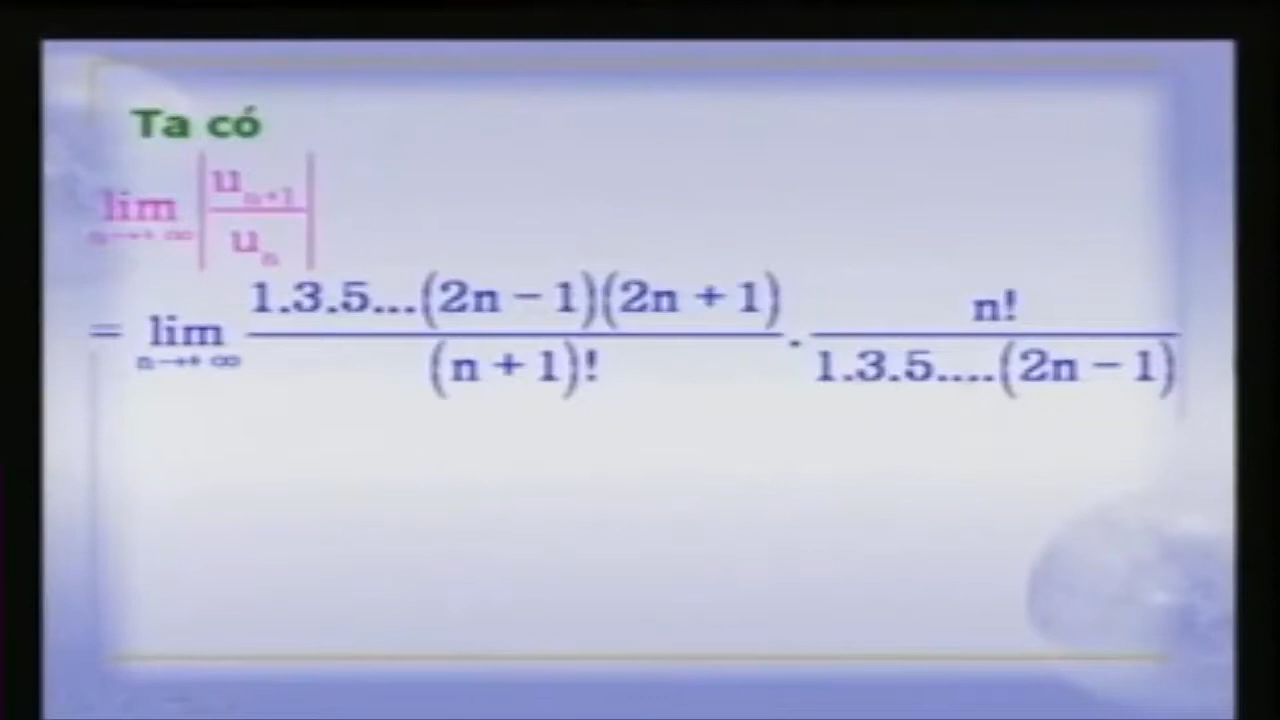 Ta có
lim n→+∞ |u_{n+1} / u_n|
= lim n→+∞ 1.3.5...(2n − 1)(2n + 1) / (n + 1)! . n! / 1.3.5....(2n − 1)